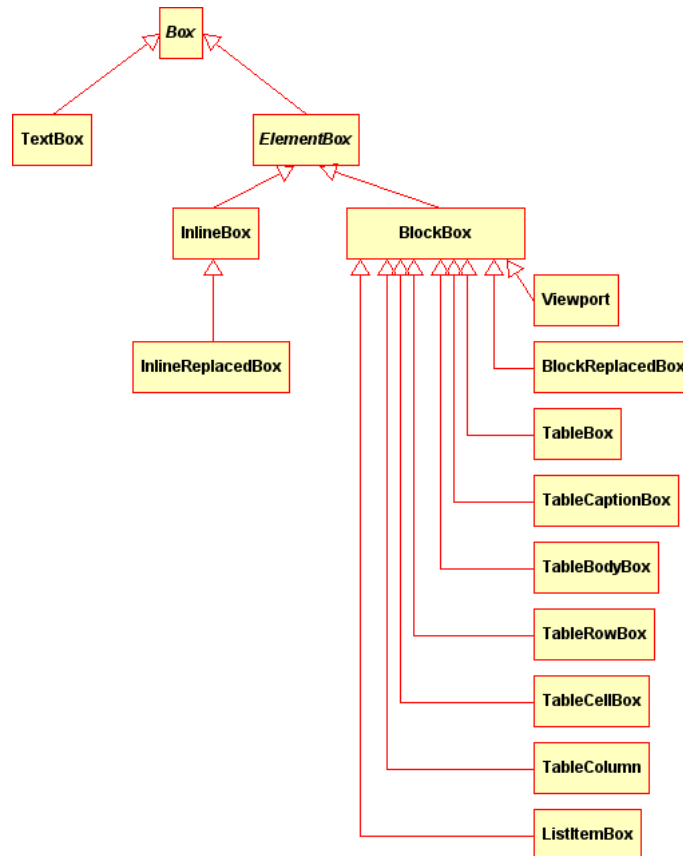 Box
TextBox
ElementBox
InlineBox
BlockBox
Viewport
InlineReplacedBox
BlockReplacedBox
TableBox
TableCaptionBox
TableBodyBox
TableRowBox
TableCellBox
TableColumn
ListItemBox